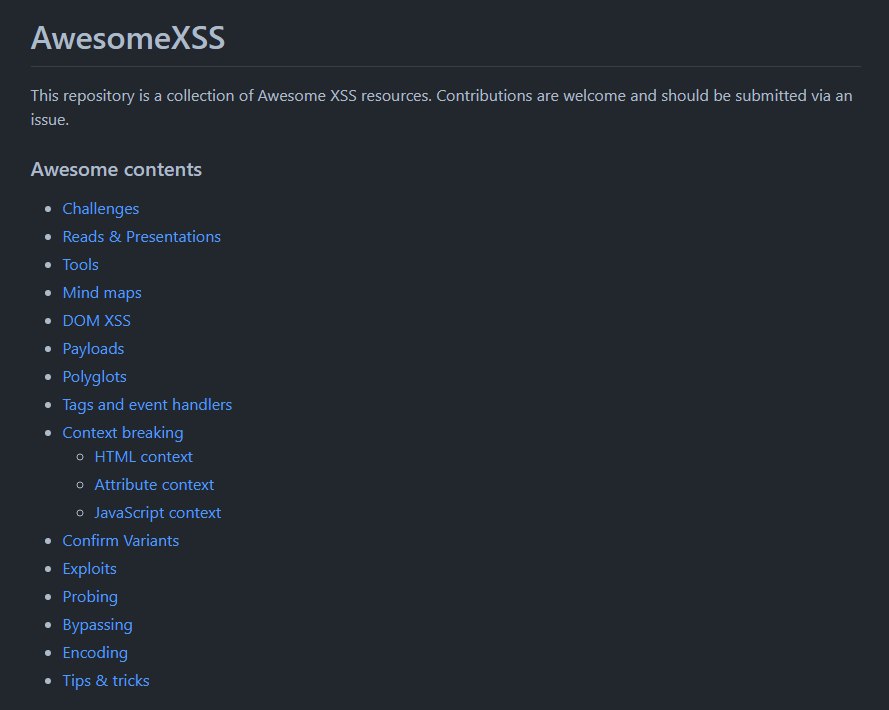 AwesomeXSS
This repository is a collection of Awesome XSS resources. Contributions are welcome and should be submitted via an
issue.
Awesome contents
Challenges
Reads & Presentations
Tools
Mind maps
DOM XSS
Payloads
Polyglots
Tags and event handlers
Context breaking
HTML context
Attribute context
JavaScript context
Confirm Variants
Exploits
Probing
Bypassing
Encoding
Tips & tricks